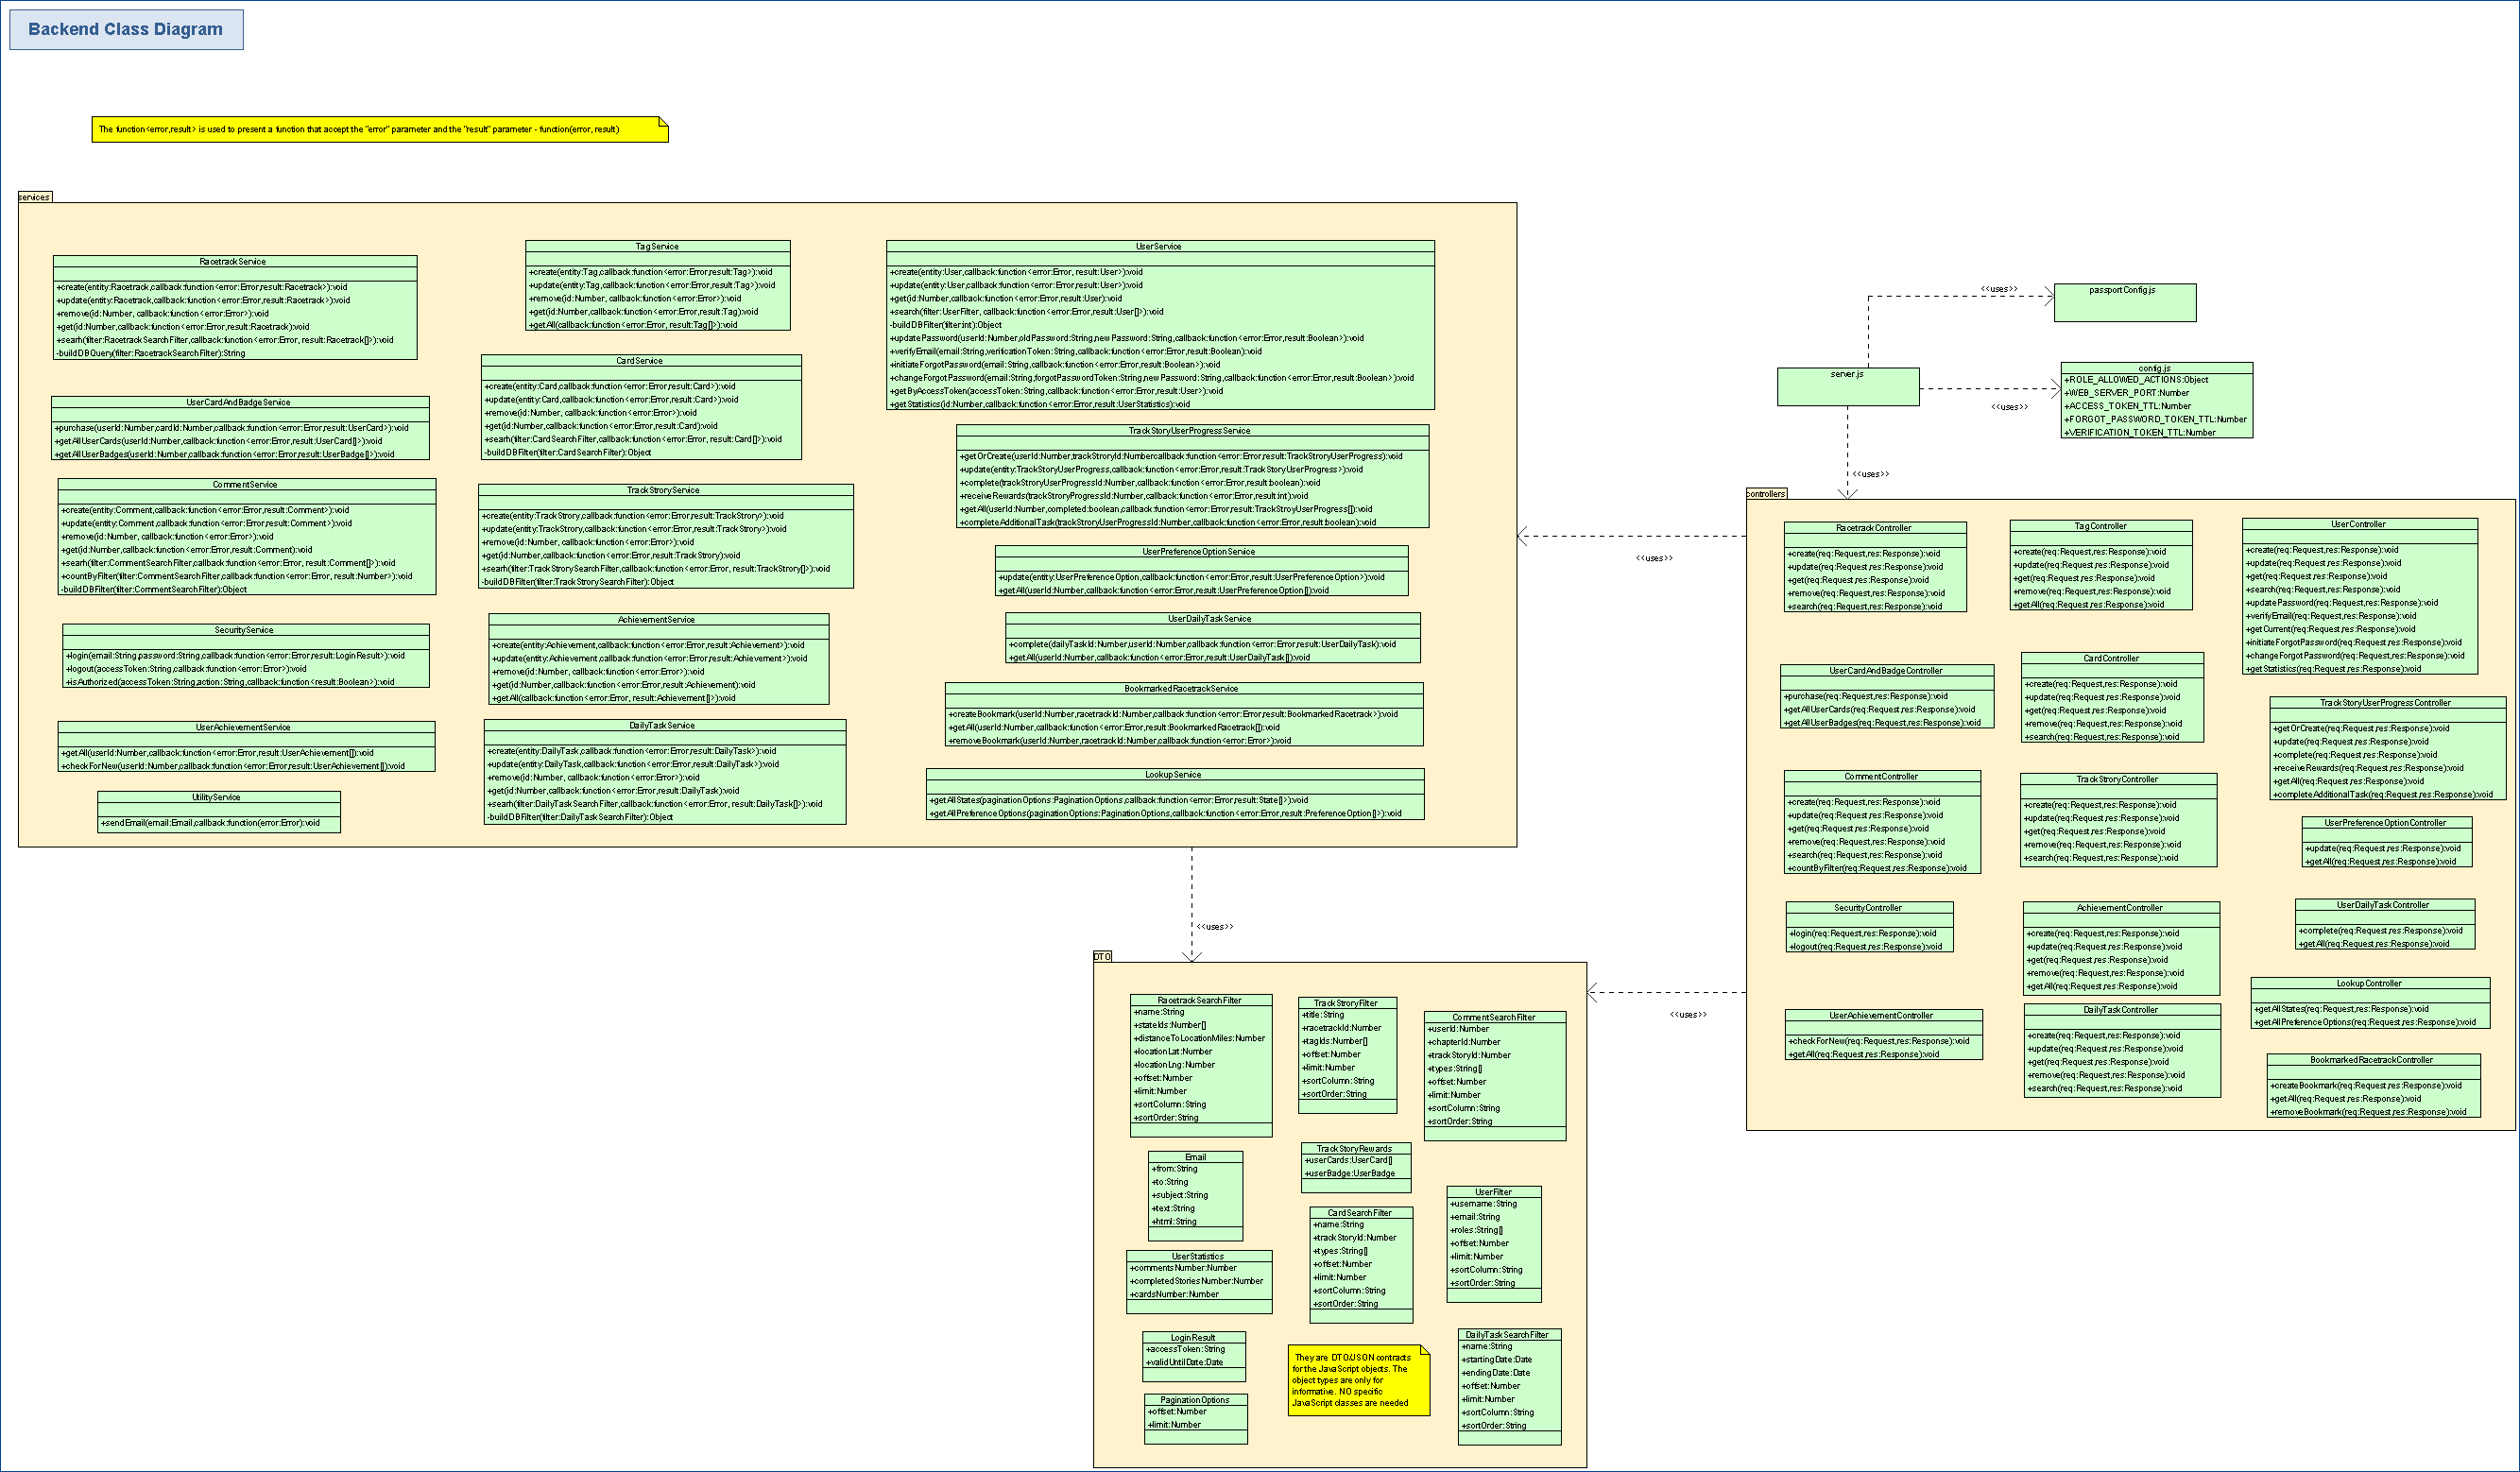 Backend Class Diagram
The function<error,result> is used to present a function that accept the "error" parameter and the "result" parameter - function(error, result)
services
RacetrackService
+create(entity:Racetrack,callback:function<error:Error,result:Racetrack>):void
+update(entity:Racetrack,callback:function<error:Error,result:Racetrack>):void
+remove(id:Number, callback:function<error:Error>):void
+get(id:Number,callback:function<error:Error,result:Racetrack):void
+searh(filter:RacetrackSearchFilter,callback:function<error:Error, result:Racetrack[]>):void
-buildDBQuery(filter:RacetrackSearchFilter):String
UserCardAndBadgeService
+purchase(userId:Number,cardId:Number,callback:function<error:Error,result:UserCard>):void
+getAllUserCards(userId:Number,callback:function<error:Error,result:UserCard[]>):void
+getAllUserBadges(userId:Number,callback:function<error:Error,result:UserBadge[]>):void
CommentService
+create(entity:Comment,callback:function<error:Error,result:Comment>):void
+update(entity:Comment,callback:function<error:Error,result:Comment>):void
+remove(id:Number, callback:function<error:Error>):void
+get(id:Number,callback:function<error:Error,result:Comment):void
+searh(filter:CommentSearchFilter,callback:function<error:Error, result:Comment[]>):void
+countByFilter(filter:CommentSearchFilter,callback:function<error:Error, result:Number>):void
-buildDBFilter(filter:CommentSearchFilter):Object
SecurityService
+login(email:String,password:String,callback:function<error:Error,result:LoginResult>):void
+logout(accessToken:String,callback:function<error:Error>):void
+isAuthorized(accessToken:String,action:String,callback:function<result:Boolean>):void
UserAchievementService
+getAll(userId:Number,callback:function<error:Error,result:UserAchievement[]):void
+checkForNew(userId:Number,callback:function<error:Error,result:UserAchievement[]):void
UtilityService
+sendEmail(email:Email,callback:function(error:Error):void
TagService
+create(entity:Tag,callback:function<error:Error,result:Tag>):void
+update(entity:Tag,callback:function<error:Error,result:Tag>):void
+remove(id:Number, callback:function<error:Error>):void
+get(id:Number,callback:function<error:Error,result:Tag):void
+getAll(callback:function<error:Error, result:Tag[]>):void
CardService
+create(entity:Card,callback:function<error:Error,result:Card>):void
+update(entity:Card,callback:function<error:Error,result:Card>):void
+remove(id:Number, callback:function<error:Error>):void
+get(id:Number,callback:function<error:Error,result:Card):void
+searh(filter:CardSearchFilter,callback:function<error:Error, result:Card[]>):void
-buildDBFilter(filter:CardSearchFilter):Object
TrackStroryService
+create(entity:TrackStory,callback:function<error:Error,result:TrackStory>):void
+update(entity:TrackStrory,callback:function<error:Error,result:TrackStrory>):void
+remove(id:Number, callback:function<error:Error>):void
+get(id:Number,callback:function<error:Error,result:TrackStrory):void
+searh(filter:TrackStrorySearchFilter,callback:function<error:Error, result:TrackStrory[]>):void
-buildDBFilter(filter:TrackStrorySearchFilter):Object
AchievementService
+create(entity:Achievement,callback:function<error:Error,result:Achievement>):void
+update(entity:Achievement,callback:function<error:Error,result:Achievement>):void
+remove(id:Number, callback:function<error:Error>):void
+get(id:Number,callback:function<error:Error,result:Achievement):void
+getAll(callback:function<error:Error, result:Achievement[]>):void
DailyTaskService
+create(entity:DailyTask,callback:function<error:Error,result:DailyTask>):void
+update(entity:DailyTask,callback:function<error:Error,result:DailyTask>):void
+remove(id:Number, callback:function<error:Error>):void
+get(id:Number,callback:function<error:Error,result:DailyTask):void
+searh(filter:DailyTaskSearchFilter,callback:function<error:Error, result:DailyTask[]>):void
-buildDBFilter(filter:DailyTaskSearchFilter):Object
UserService
+create(entity:User,callback:function<error:Error, result:User>):void
+update(entity:User,callback:function<error:Error,result:User>):void
+get(id:Number,callback:function<error:Error,result:User):void
+search(filter:UserFilter, callback:function<error:Error,result:User[]>):void
-buildDBFilter(filter:int):Object
+updatePassword(userId:Number,oldPassword:String,newPassword:String,callback:function<error:Error,result:Boolean>):void
+verifyEmail(email:String,verificationToken:String,callback:function<error:Error,result:Boolean):void
+initiateForgotPassword(email:String,callback:function<error:Error,result:Boolean>):void
+changeForgotPassword(email:String,forgotPasswordToken:String,newPassword:String,callback:function<error:Error,result:Boolean>):void
+getByAccessToken(accessToken:String,callback:function<error:Error,result:User>):void
+getStatistics(id:Number,callback:function<error:Error,result:UserStatistics):void
TrackStoryUserProgressService
+getOrCreate(userId:Number,trackStoryId:Numbercallback:function<error:Error,result:TrackStoryUserProgress):void
+update(entity:TrackStoryUserProgress,callback:function<error:Error,result:TrackStoryUserProgress>):void
+complete(trackStroryUserProgressId:Number,callback:function<error:Error,result:boolean):void
+receiveRewards(trackStoryProgressId:Number,callback:function<error:Error,result:int):void
+getAll(userId:Number,completed:boolean,callback:function<error:Error,result:TrackStroryUserProgress[]):void
+completeAdditionalTask(trackStroryUserProgressId:Number,callback:function<error:Error,result:boolean):void
UserPreferenceOptionService
+update(entity:UserPreferenceOption,callback:function<error:Error,result:UserPreferenceOption>):void
+getAll(userId:Number,callback:function<error:Error,result:UserPreferenceOption[]):void
UserDailyTaskService
+complete(dailyTaskId:Number,userId:Number,callback:function<error:Error,result:UserDailyTask):void
+getAll(userId:Number,callback:function<error:Error,result:UserDailyTask[]):void
BookmarkedRacetrackService
+createBookmark(userId:Number,racetrackId:Number,callback:function<error:Error,result:BookmarkedRacetrack>):void
+getAll(userId:Number,callback:function<error:Error,result:BookmarkedRacetrack[]):void
+removeBookmark(userId:Number,racetrackId:Number,callback:function<error:Error>):void
LookupService
+getAllStates(paginationOptions:PaginationOptions,callback:function<error:Error,result:State[]>):void
+getAllPreferenceOptions(paginationOptions:PaginationOptions,callback:function<error:Error,result:PreferenceOption[]>):void
<<uses>>
passportConfig.js
server.js
<<uses>>
config.js
+ROLE_ALLOWED_ACTIONS:Object
+WEB_SERVER_PORT:Number
+ACCESS_TOKEN_TTL:Number
+FORGOT_PASSWORD_TOKEN_TTL:Number
+VERIFICATION_TOKEN_TTL:Number
<<uses>>
<<uses>>
controllers
RacetrackController
+create(req:Request,res:Response):void
+update(req:Request,res:Response):void
+get(req:Request,res:Response):void
+remove(req:Request,res:Response):void
+search(req:Request,res:Response):void
UserCardAndBadgeController
+purchase(req:Request,res:Response):void
+getAllUserCards(req:Request,res:Response):void
+getAllUserBadges(req:Request,res:Response):void
CommentController
+create(req:Request,res:Response):void
+update(req:Request,res:Response):void
+get(req:Request,res:Response):void
+remove(req:Request,res:Response):void
+search(req:Request,res:Response):void
+countByFilter(req:Request,res:Response):void
SecurityController
+login(req:Request,res:Response):void
+logout(req:Request,res:Response):void
UserAchievementController
+checkForNew(req:Request,res:Response):void
+getAll(req:Request,res:Response):void
TagController
+create(req:Request,res:Response):void
+update(req:Request,res:Response):void
+get(req:Request,res:Response):void
+remove(req:Request,res:Response):void
+getAll(req:Request,res:Response):void
CardController
+create(req:Request,res:Response):void
+update(req:Request,res:Response):void
+get(req:Request,res:Response):void
+remove(req:Request,res:Response):void
+search(req:Request,res:Response):void
TrackStroryController
+create(req:Request,res:Response):void
+update(req:Request,res:Response):void
+get(req:Request,res:Response):void
+remove(req:Request,res:Response):void
+search(req:Request,res:Response):void
AchievementController
+create(req:Request,res:Response):void
+update(req:Request,res:Response):void
+get(req:Request,res:Response):void
+remove(req:Request,res:Response):void
+getAll(req:Request,res:Response):void
DailyTaskController
+create(req:Request,res:Response):void
+update(req:Request,res:Response):void
+get(req:Request,res:Response):void
+remove(req:Request,res:Response):void
+search(req:Request,res:Response):void
UserController
+create(req:Request,res:Response):void
+update(req:Request,res:Response):void
+get(req:Request,res:Response):void
+search(req:Request,res:Response):void
+updatePassword(req:Request,res:Response):void
+verifyEmail(req:Request,res:Response):void
+getCurrent(req:Request,res:Response):void
+initiateForgotPassword(req:Request,res:Response):void
+changeForgotPassword(req:Request,res:Response):void
+getStatistics(req:Request,res:Response):void
TrackStoryUserProgressController
+getOrCreate(req:Request,res:Response):void
+update(req:Request,res:Response):void
+complete(req:Request,res:Response):void
+receiveRewards(req:Request,res:Response):void
+getAll(req:Request,res:Response):void
+completeAdditionalTask(req:Request,res:Response):void
UserPreferenceOptionController
+update(req:Request,res:Response):void
+getAll(req:Request,res:Response):void
UserDailyTaskController
+complete(req:Request,res:Response):void
+getAll(req:Request,res:Response):void
LookupController
+getAllStates(req:Request,res:Response):void
+getAllPreferenceOptions(req:Request,res:Response):void
BookmarkedRacetrackController
+createBookmark(req:Request,res:Response):void
+getAll(req:Request,res:Response):void
+removeBookmark(req:Request,res:Response):void
<<uses>>
<<uses>>
DTO
RacetrackSearchFilter
+name:String
+stateIds:Number[]
+distanceToLocationMiles:Number
+locationLat:Number
+locationLng:Number
+offset:Number
+limit:Number
+sortColumn:String
+sortOrder:String
Email
+from:String
+to:String
+subject:String
+text:String
+html:String
UserStatistics
+commentsNumber:Number
+completedStoriesNumber:Number
+cardsNumber:Number
LoginResult
+accessToken:String
+validUntilDate:Date
PaginationOptions
+offset:Number
+limit:Number
TrackStroryFilter
+title:String
+racetrackId:Number
+tagIds:Number[]
+offset:Number
+limit:Number
+sortColumn:String
+sortOrder:String
TrackStoryRewards
+userCards:UserCard[]
+userBadge:UserBadge
CardSearchFilter
+name:String
+trackStoryId:Number
+types:String[]
+offset:Number
+limit:Number
+sortColumn:String
+sortOrder:String
They are DTO/JSON contracts
for the JavaScript objects. The
object types are only for
informative. NO specific
JavaScript classes are needed
CommentSearchFilter
+userId:Number
+chapterId:Number
+trackStoryId:Number
+types:String[]
+offset:Number
+limit:Number
+sortColumn:String
+sortOrder:String
UserFilter
+username:String
+email:String
+roles:String[]
+offset:Number
+limit:Number
+sortColumn:String
+sortOrder:String
DailyTaskSearchFilter
+name:String
+startingDate:Date
+endingDate:Date
+offset:Number
+limit:Number
+sortColumn:String
+sortOrder:String